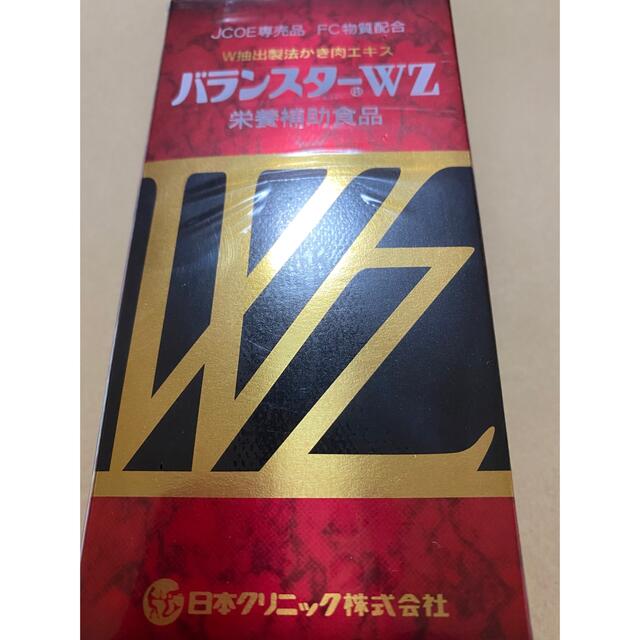 JCOE専売品 FC物質配合
W抽出製法かき肉エキス
バランスターWZ®
栄養補助食品
WZ
日本クリニック株式会社